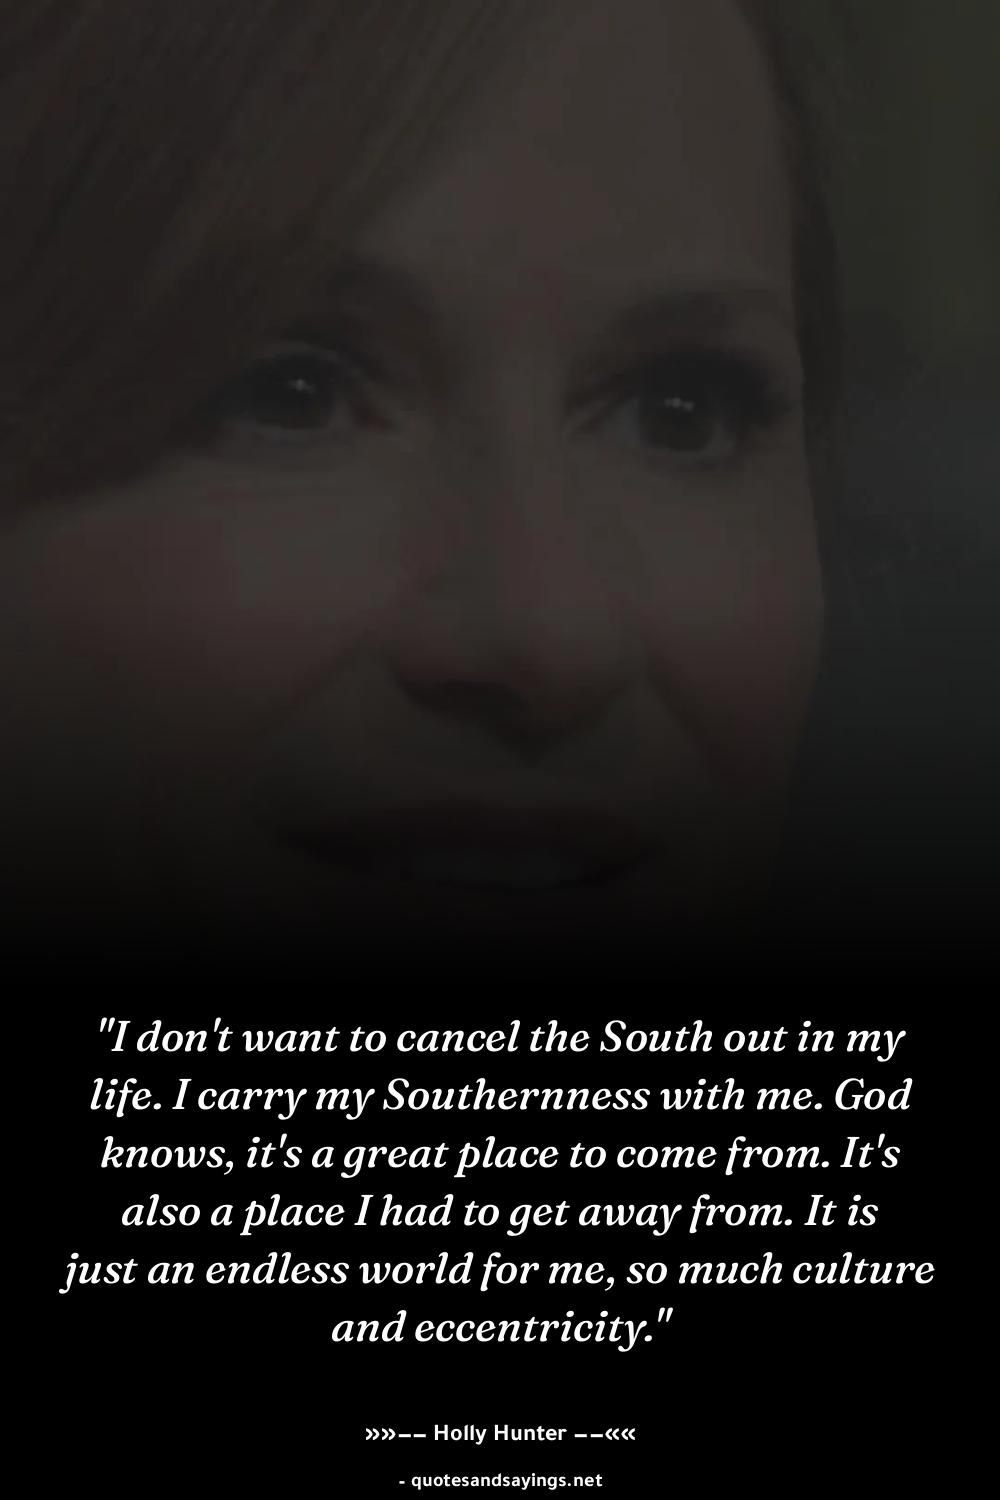 "I don't want to cancel the South out in my
life. I carry my Southernness with me. God
knows, it's a great place to come from. It's
also a place I had to get away from. It is
just an endless world for me, so much culture
and eccentricity."
»»–– Holly Hunter ––««
- quotesandsayings.net